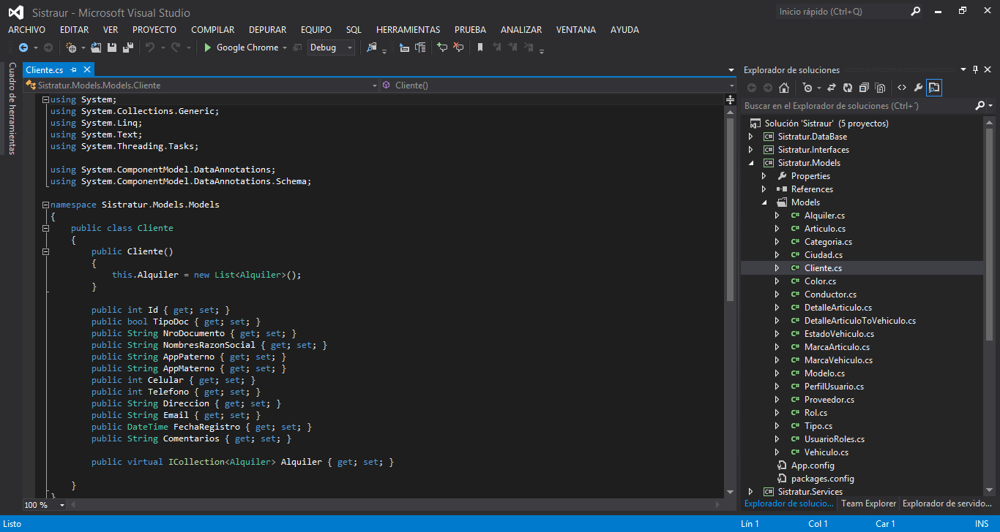 Sistraur - Microsoft Visual Studio
Inicio rápido (Ctrl+Q)
ARCHIVO EDITAR VER PROYECTO COMPILAR DEPURAR EQUIPO SQL HERRAMIENTAS PRUEBA ANALIZAR VENTANA AYUDA
Google Chrome Debug
Cuadro de herramientas
Cliente.cs
Sistratur.Models.Models.Cliente
Cliente()
using System;
using System.Collections.Generic;
using System.Linq;
using System.Text;
using System.Threading.Tasks;
using System.ComponentModel.DataAnnotations;
using System.ComponentModel.DataAnnotations.Schema;
namespace Sistratur.Models.Models
{
public class Cliente
{
public Cliente()
{
this.Alquiler = new List<Alquiler>();
}
public int Id { get; set; }
public bool TipoDoc { get; set; }
public String NroDocumento { get; set; }
public String NombresRazonSocial { get; set; }
public String AppPaterno { get; set; }
public String AppMaterno { get; set; }
public int Celular { get; set; }
public int Telefono { get; set; }
public String Direccion { get; set; }
public String Email { get; set; }
public DateTime FechaRegistro { get; set; }
public String Comentarios { get; set; }
public virtual ICollection<Alquiler> Alquiler { get; set; }
}
}
100 %
Explorador de soluciones
Buscar en el Explorador de soluciones (Ctrl+´)
Solución 'Sistraur' (5 proyectos)
Sistratur.DataBase
Sistratur.Interfaces
Sistratur.Models
Properties
References
Models
Alquiler.cs
Articulo.cs
Categoria.cs
Ciudad.cs
Cliente.cs
Color.cs
Conductor.cs
DetalleArticulo.cs
DetalleArticuloToVehiculo.cs
EstadoVehiculo.cs
MarcaArticulo.cs
MarcaVehiculo.cs
Modelo.cs
PerfilUsuario.cs
Proveedor.cs
Rol.cs
Tipo.cs
UsuarioRoles.cs
Vehiculo.cs
App.config
packages.config
Sistratur.Services
Explorador de solucio... Team Explorer Explorador de servido...
Listo Lín 1 Col 1 Car 1 INS